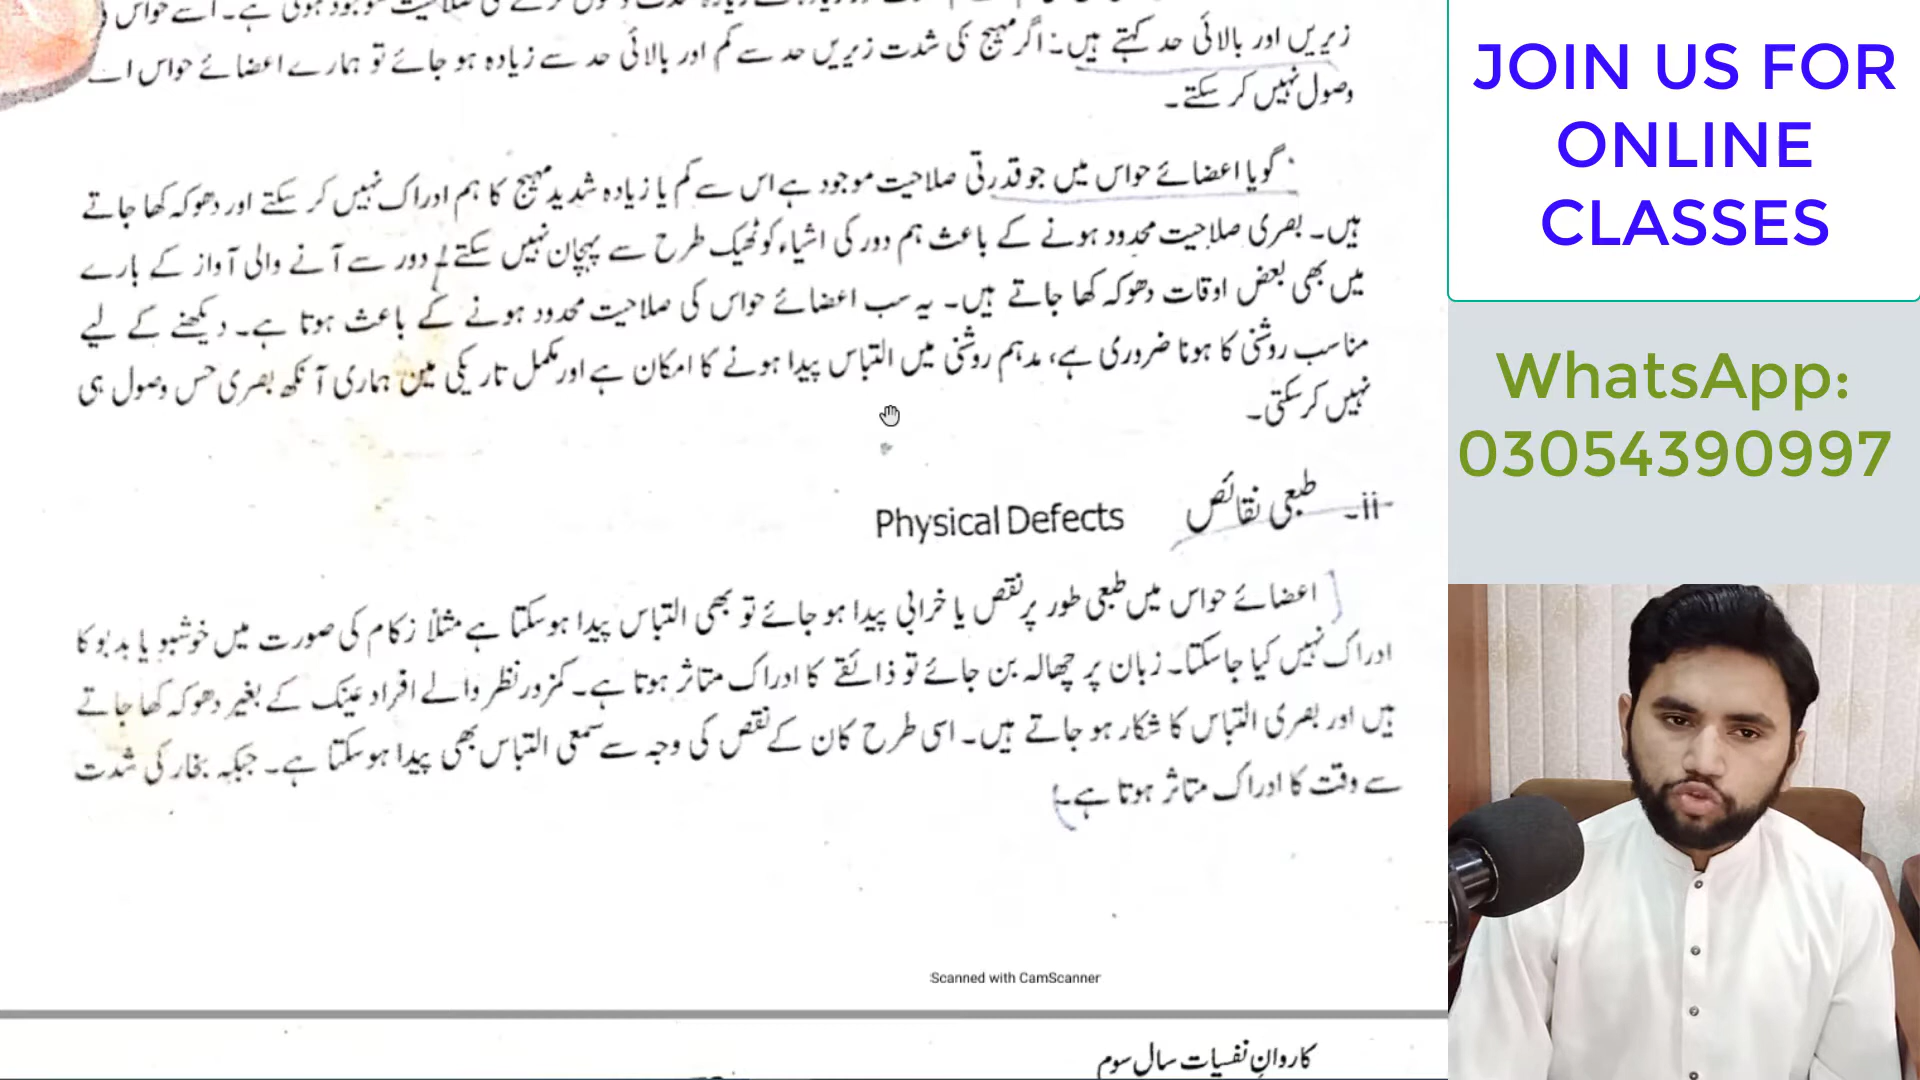 زیریں اور بالائی حد کہتے ہیں۔ اگر مہیج کی شدت زیریں حد سے کم اور بالائی حد سے زیادہ ہو جائے تو ہمارے اعضائے حواس اسے
وصول نہیں کر سکتے۔
گویا اعضائے حواس میں جو قدرتی صلاحیت موجود ہے اس سے کم یا زیادہ شدید مہیج کا ہم ادراک نہیں کر سکتے اور دھوکہ کھا جاتے
ہیں۔ بصری صلاحیت محدود ہونے کے باعث ہم دور کی اشیاء کو ٹھیک طرح سے پہچان نہیں سکتے۔ دور سے آنے والی آواز کے بارے
میں بھی بعض اوقات دھوکہ کھا جاتے ہیں۔ یہ سب اعضائے حواس کی صلاحیت محدود ہونے کے باعث ہوتا ہے۔ دیکھنے کے لیے
مناسب روشنی کا ہونا ضروری ہے، مدہم روشنی میں التباس پیدا ہونے کا امکان ہے اور مکمل تاریکی میں ہماری آنکھ بصری حس وصول ہی
نہیں کر سکتی۔
ii۔ طبعی نقائص Physical Defects
اعضائے حواس میں طبعی طور پر نقص یا خرابی پیدا ہو جائے تو بھی التباس پیدا ہو سکتا ہے مثلاً زکام کی صورت میں خوشبو یا بدبو کا
ادراک نہیں کیا جا سکتا۔ زبان پر چھالہ بن جائے تو ذائقے کا ادراک متاثر ہوتا ہے۔ کمزور نظر والے افراد عینک کے بغیر دھوکہ کھا جاتے
ہیں اور بصری التباس کا شکار ہو جاتے ہیں۔ اسی طرح کان کے نقص کی وجہ سے سمعی التباس بھی پیدا ہو سکتا ہے۔ جبکہ بخار کی شدت
سے وقت کا ادراک متاثر ہوتا ہے۔
Scanned with CamScanner
کاروانِ نفسیات سال سوم
JOIN US FOR
ONLINE
CLASSES
WhatsApp:
03054390997